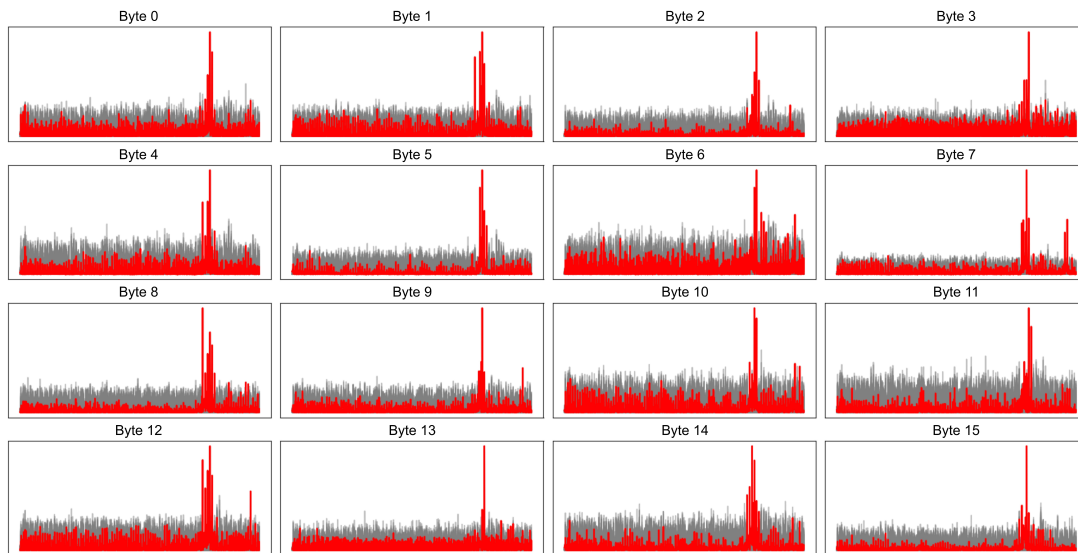 Byte 0
Byte 1
Byte 2
Byte 3
Byte 4
Byte 5
Byte 6
Byte 7
Byte 8
Byte 9
Byte 10
Byte 11
Byte 12
Byte 13
Byte 14
Byte 15